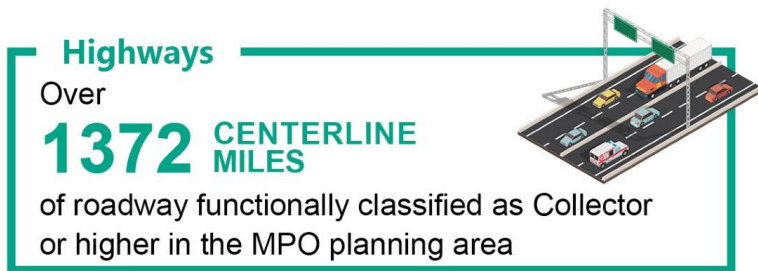 Highways
Over
1372 CENTERLINE
MILES
of roadway functionally classified as Collector
or higher in the MPO planning area